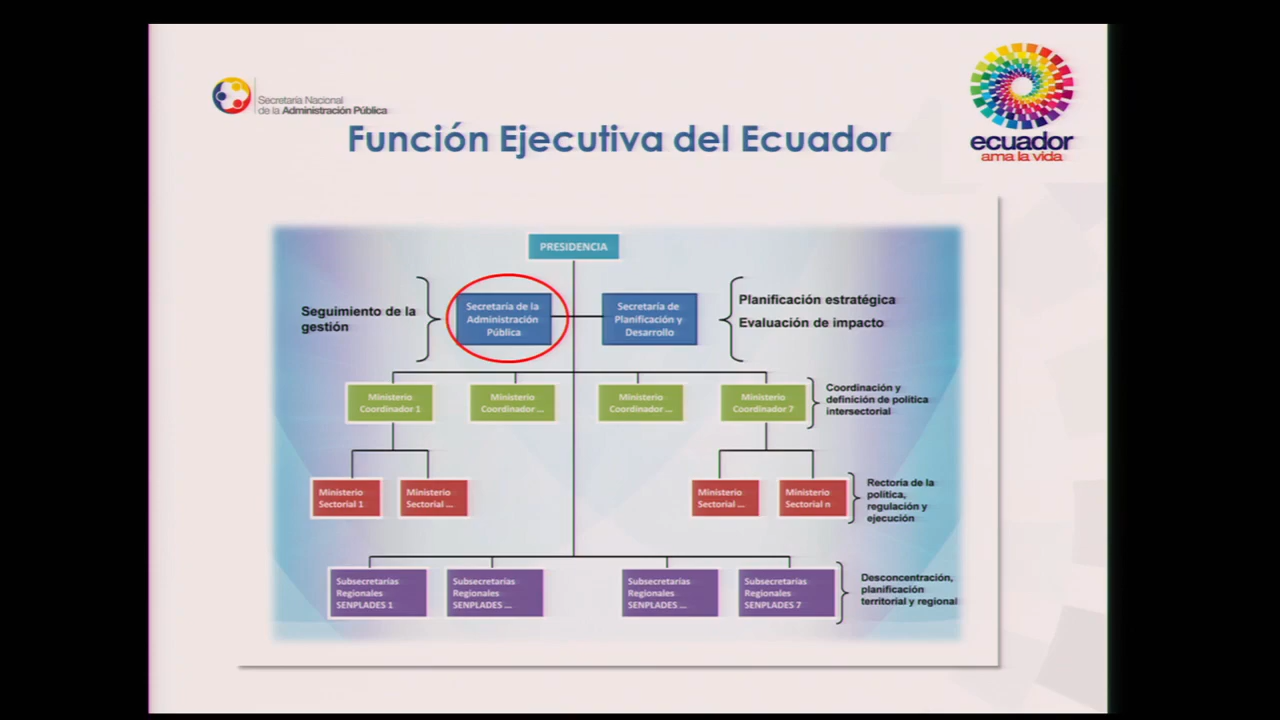 Secretaría Nacional
de la Administración Pública
Función Ejecutiva del Ecuador
ecuador
ama la vida
PRESIDENCIA
Seguimiento de la
gestión
Secretaría de la
Administración
Pública
Secretaría de
Planificación y
Desarrollo
Planificación estratégica
Evaluación de impacto
Ministerio
Coordinador 1
Ministerio
Coordinador ...
Ministerio
Coordinador ...
Ministerio
Coordinador 7
Coordinación y
definición de política
intersectorial
Ministerio
Sectorial 1
Ministerio
Sectorial ...
Ministerio
Sectorial ...
Ministerio
Sectorial n
Rectoría de la
política,
regulación y
ejecución
Subsecretarías
Regionales
SENPLADES 1
Subsecretarías
Regionales
SENPLADES ...
Subsecretarías
Regionales
SENPLADES ...
Subsecretarías
Regionales
SENPLADES 7
Desconcentración,
planificación
territorial y regional